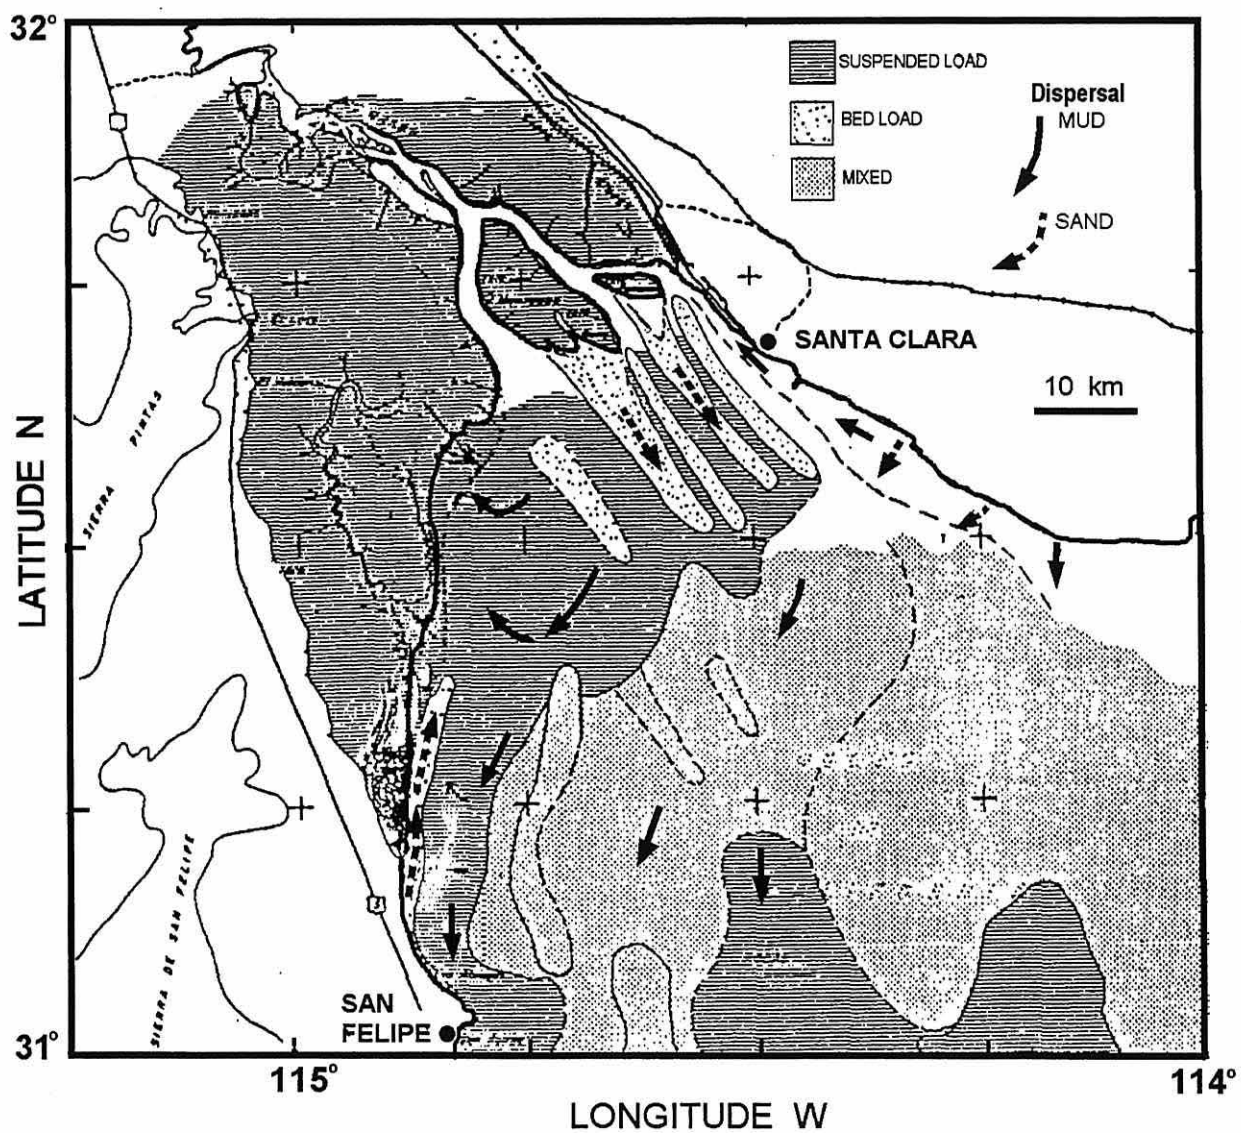 32°
SUSPENDED LOAD
BED LOAD
MIXED
Dispersal
MUD
SAND
SANTA CLARA
10 km
LATITUDE N
SIERRA PINTAS
SIERRA DE SAN FELIPE
SAN
FELIPE
31°
115°
114°
LONGITUDE W